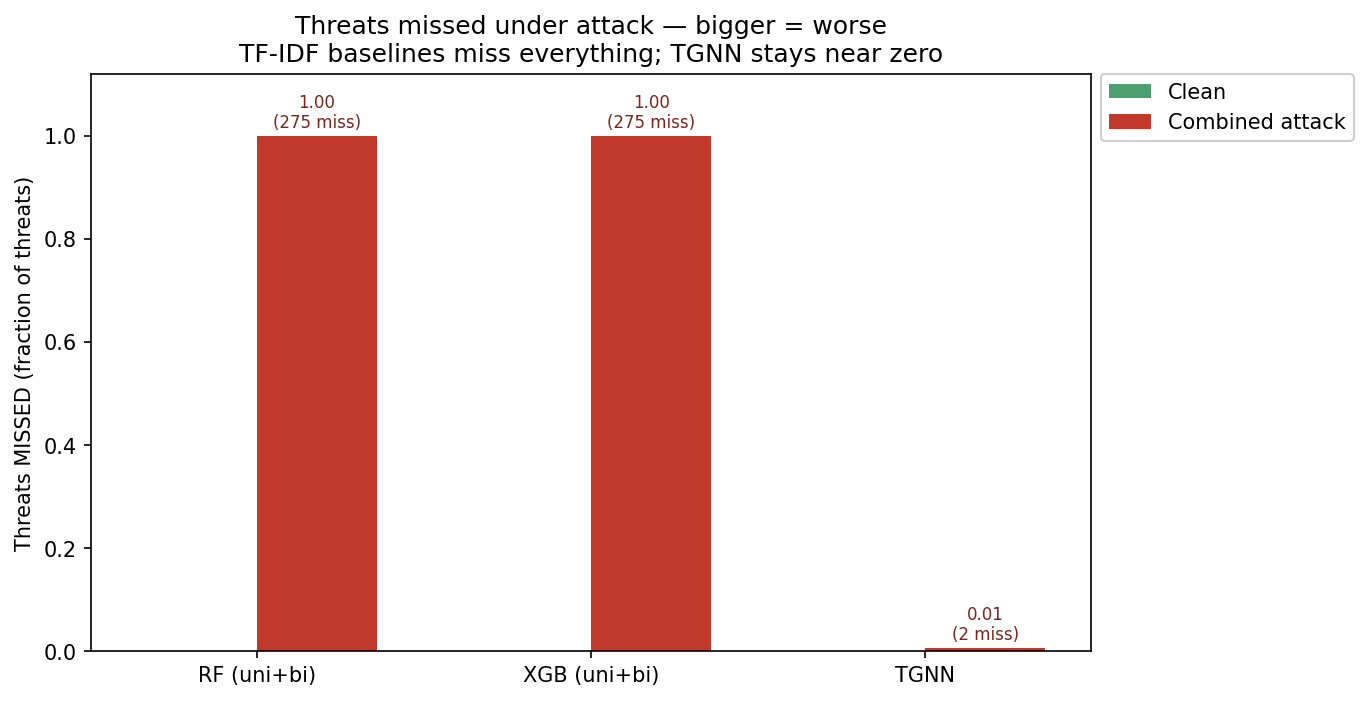 Threats missed under attack — bigger = worse
TF-IDF baselines miss everything; TGNN stays near zero
Clean
Combined attack
Threats MISSED (fraction of threats)
1.0
0.8
0.6
0.4
0.2
0.0
1.00
(275 miss)
1.00
(275 miss)
0.01
(2 miss)
RF (uni+bi)
XGB (uni+bi)
TGNN